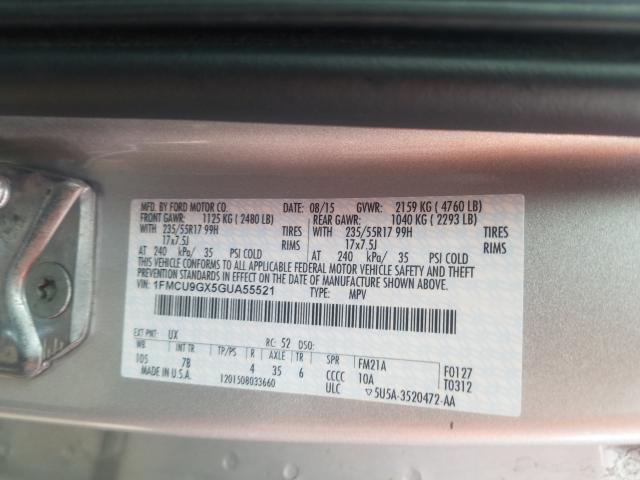 MFD. BY FORD MOTOR CO. DATE: 08/15 GVWR: 2159 KG ( 4760 LB)
FRONT GAWR: 1125 KG ( 2480 LB) REAR GAWR: 1040 KG ( 2293 LB)
WITH 235/55R17 99H TIRES WITH 235/55R17 99H TIRES
17x7.5J RIMS 17x7.5J RIMS
AT 240 kPa/ 35 PSI COLD AT 240 kPa/ 35 PSI COLD
THIS VEHICLE CONFORMS TO ALL APPLICABLE FEDERAL MOTOR VEHICLE SAFETY AND THEFT
PREVENTION STANDARDS IN EFFECT ON THE DATE OF MANUFACTURE SHOWN ABOVE.
VIN: 1FMCU9GX5GUA55521 TYPE: MPV
EXT PNT: UX RC: 52 DSO:
WB INT TR TP/PS R AXLE TR SPR FM21A F0127
105 7B 4 35 6 CCCC 10A T0312
MADE IN U.S.A. 1201508033660 ULC ▽5U5A-3520472-AA